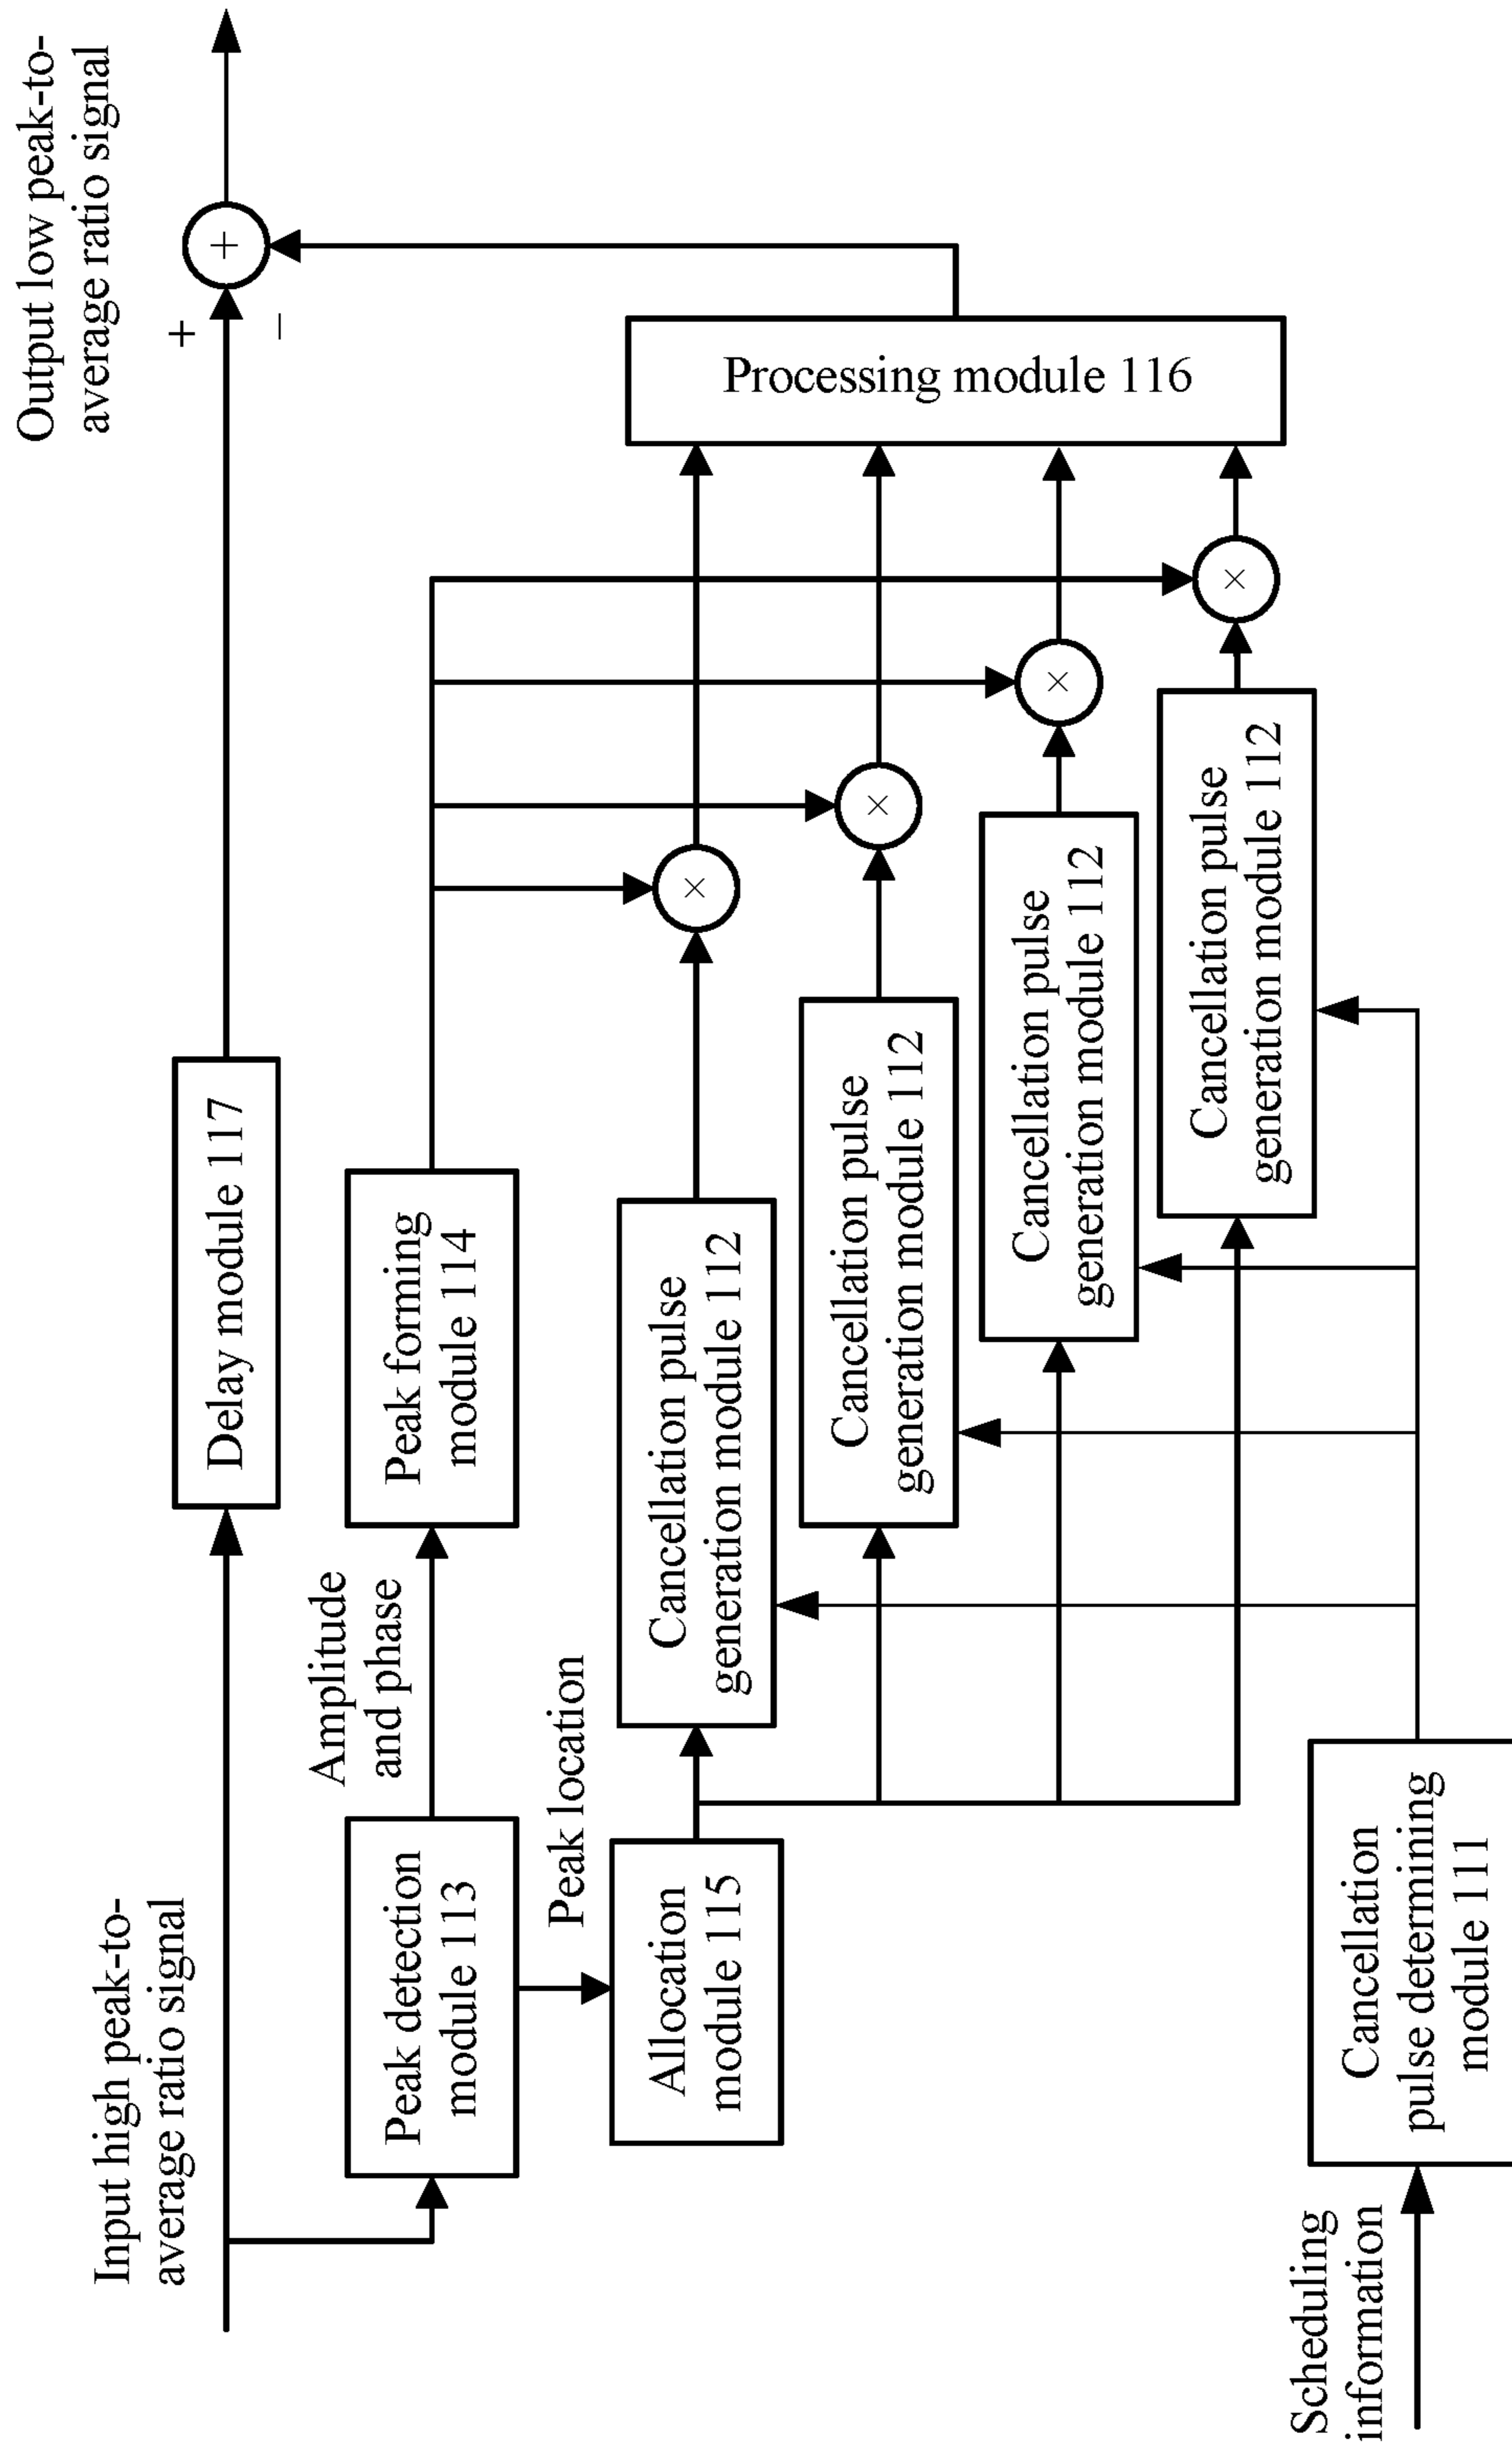 Input high peak-to-
average ratio signal
Output low peak-to-
average ratio signal
Delay module 117
+
−
+
Peak detection
module 113
Amplitude
and phase
Peak forming
module 114
Peak location
Allocation
module 115
Cancellation pulse
generation module 112
×
Cancellation pulse
generation module 112
×
Cancellation pulse
generation module 112
×
Cancellation pulse
generation module 112
×
Processing module 116
Scheduling
information
Cancellation
pulse determining
module 111